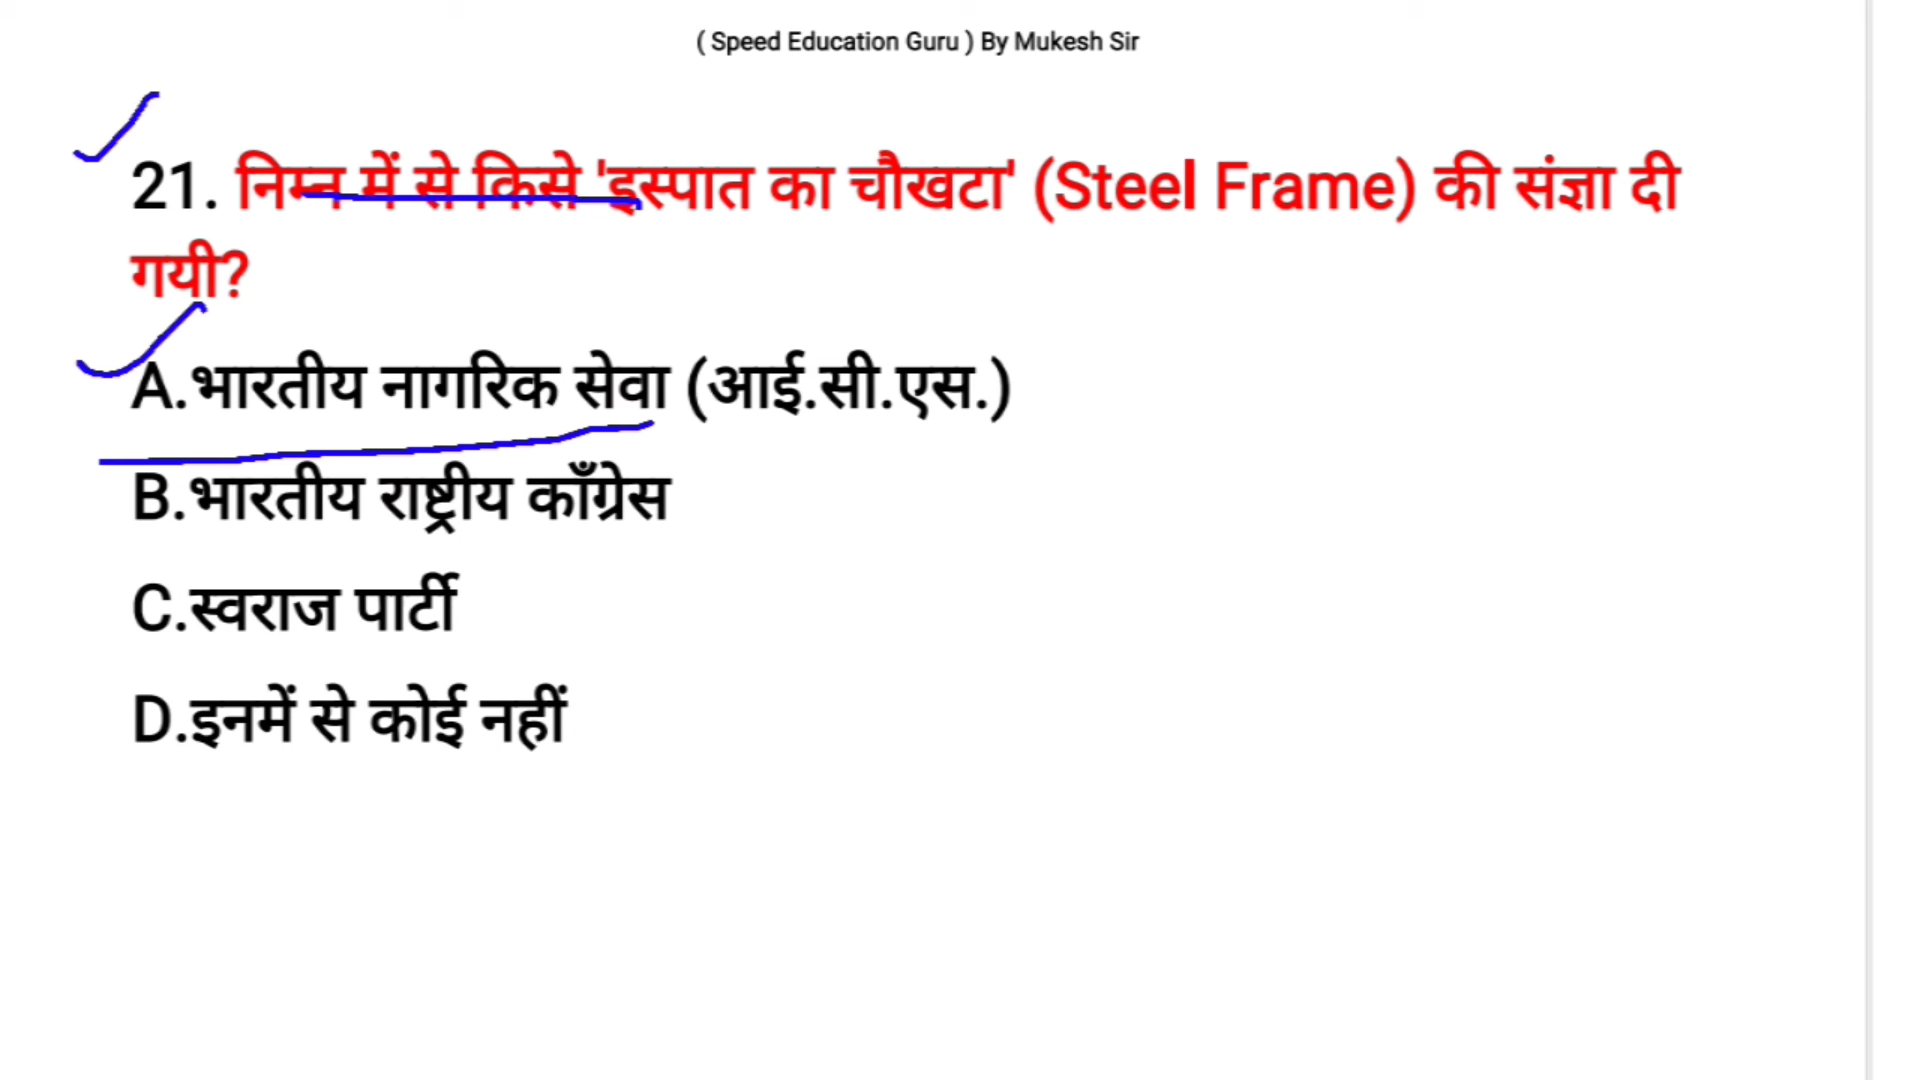 ( Speed Education Guru ) By Mukesh Sir
21. निम्न में से किसे 'इस्पात का चौखटा' (Steel Frame) की संज्ञा दी
गयी?
A.भारतीय नागरिक सेवा (आई.सी.एस.)
B.भारतीय राष्ट्रीय काँग्रेस
C.स्वराज पार्टी
D.इनमें से कोई नहीं